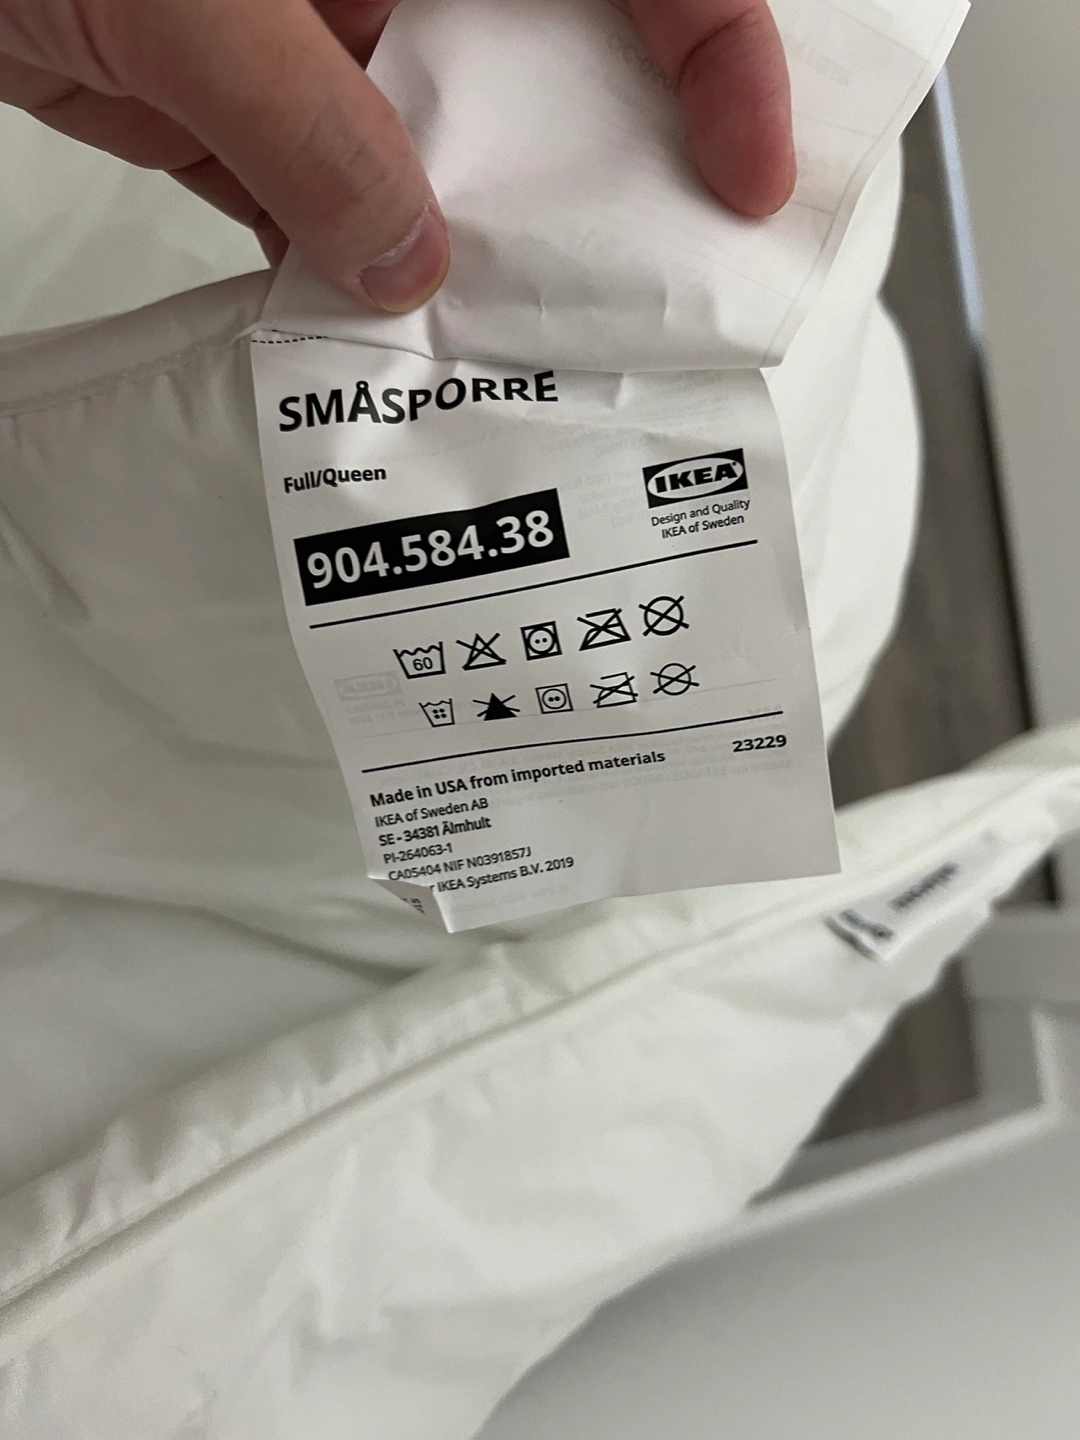 SMÅSPORRE
Full/Queen
904.584.38
IKEA
Design and Quality
IKEA of Sweden
60
Made in USA from imported materials
23229
IKEA of Sweden AB
SE - 34381 Älmhult
PI-264063-1
CA05404 NIF N0391857J
IKEA Systems B.V. 2019